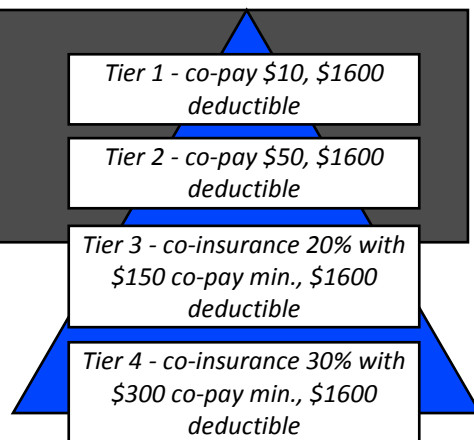 Tier 1 - co-pay $10, $1600
deductible
Tier 2 - co-pay $50, $1600
deductible
Tier 3 - co-insurance 20% with
$150 co-pay min., $1600
deductible
Tier 4 - co-insurance 30% with
$300 co-pay min., $1600
deductible